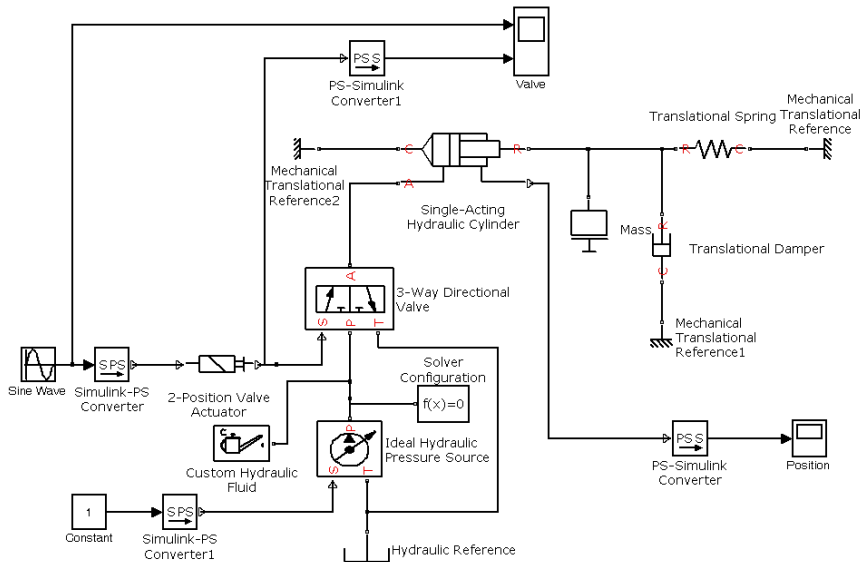 PS S
PS-Simulink
Converter1
Valve
Translational Spring
Mechanical
Translational
Reference
C
R
R
C
Mechanical
Translational
Reference2
A
Single-Acting
Hydraulic Cylinder
Mass
R
Translational Damper
C
A
3-Way Directional
Valve
S
P
T
Mechanical
Translational
Reference1
Sine Wave
S PS
Simulink-PS
Converter
2-Position Valve
Actuator
Solver
Configuration
f(x)=0
C
Custom Hydraulic
Fluid
P
Ideal Hydraulic
Pressure Source
S
T
PS S
PS-Simulink
Converter
Position
1
Constant
S PS
Simulink-PS
Converter1
Hydraulic Reference